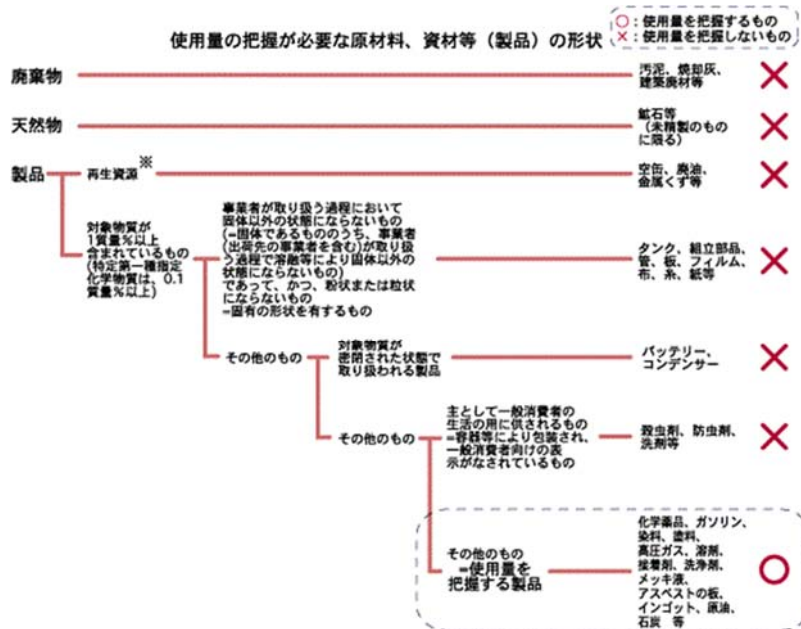 ○：使用量を把握するもの
×：使用量を把握しないもの
使用量の把握が必要な原材料、資材等（製品）の形状
廃棄物
汚泥、焼却灰、
建築廃材等
×
天然物
鉱石等
（未精製のもの
に限る）
×
製品
再生資源※
空缶、廃油、
金属くず等
×
対象物質が
1質量％以上
含まれているもの
(特定第一種指定
化学物質は、0.1
質量％以上)
事業者が取り扱う過程において
固体以外の状態にならないもの
(=固体であるもののうち、事業者
(出荷先の事業者を含む)が取り扱
う過程で溶融等により固体以外の
状態にならないもの)
であって、かつ、粉状または粒状
にならないもの
=固有の形状を有するもの
タンク、組立部品、
管、板、フィルム、
布、糸、紙等
×
その他のもの
対象物質が
密閉された状態で
取り扱われる製品
バッテリー、
コンデンサー
×
その他のもの
主として一般消費者の
生活の用に供されるもの
=容器等により包装され、
一般消費者向けの表
示がなされているもの
殺虫剤、防虫剤、
洗剤等
×
その他のもの
=使用量を
把握する製品
化学薬品、ガソリン、
染料、塗料、
高圧ガス、溶剤、
接着剤、洗浄剤、
メッキ液、
アスベストの板、
インゴット、原油、
石炭 等
○